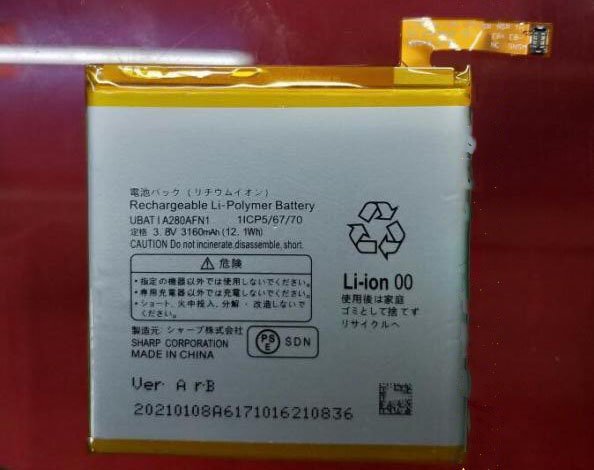 電池パック (リチウムイオン)
Rechargeable Li-Polymer Battery
UBATIA280AFN1 1ICP5/67/70
定格 3.8V 3160mAh (12.1Wh)
CAUTION Do not incinerate, disassemble, short.
⚠ 危険
・指定の機器以外では使用しないでください。
・専用充電器以外では充電しないでください。
・ショート、火中投入、分解・改造しないで
ください。
製造元: シャープ株式会社
SHARP CORPORATION
MADE IN CHINA
PSE SDN
Li-ion 00
使用後は家庭
ゴミとして捨てず
リサイクルへ
Ver A rB
20210108A6171016210836